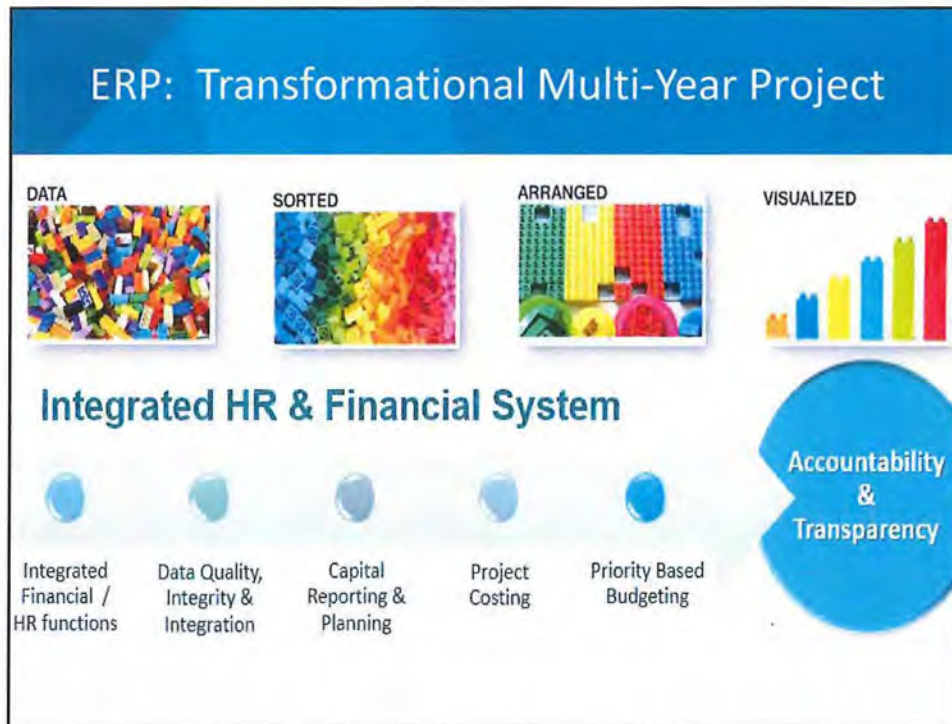 ERP: Transformational Multi-Year Project
DATA
SORTED
ARRANGED
VISUALIZED
Integrated HR & Financial System
Accountability
&
Transparency
Integrated
Financial /
HR functions
Data Quality,
Integrity &
Integration
Capital
Reporting &
Planning
Project
Costing
Priority Based
Budgeting